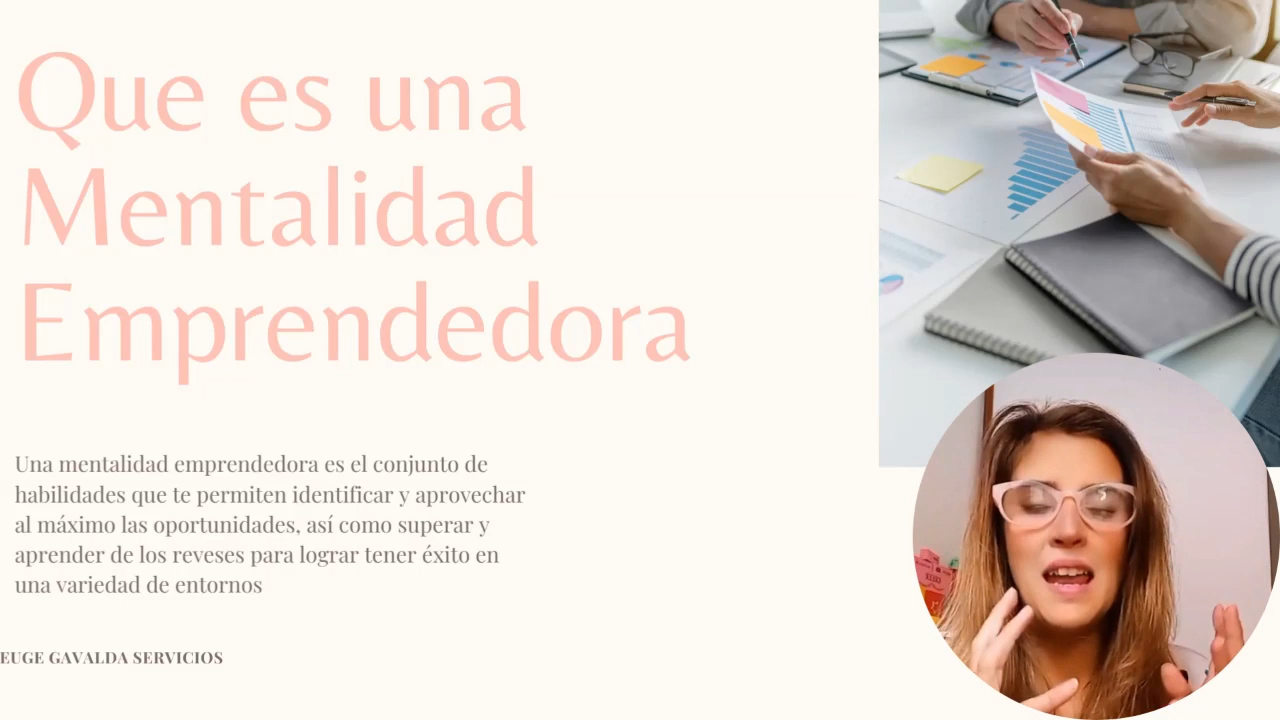 Que es una
Mentalidad
Emprendedora
Una mentalidad emprendedora es el conjunto de
habilidades que te permiten identificar y aprovechar
al máximo las oportunidades, así como superar y
aprender de los reveses para lograr tener éxito en
una variedad de entornos
EUGE GAVALDA SERVICIOS